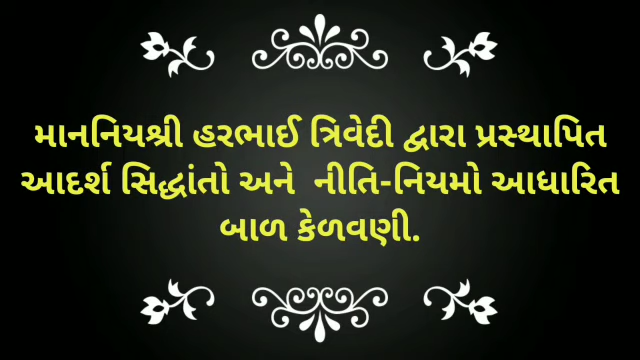 માનનિયશ્રી હરભાઈ ત્રિવેદી દ્વારા પ્રસ્થાપિત
આદર્શ સિદ્ધાંતો અને નીતિ-નિયમો આધારિત
બાળ કેળવણી.